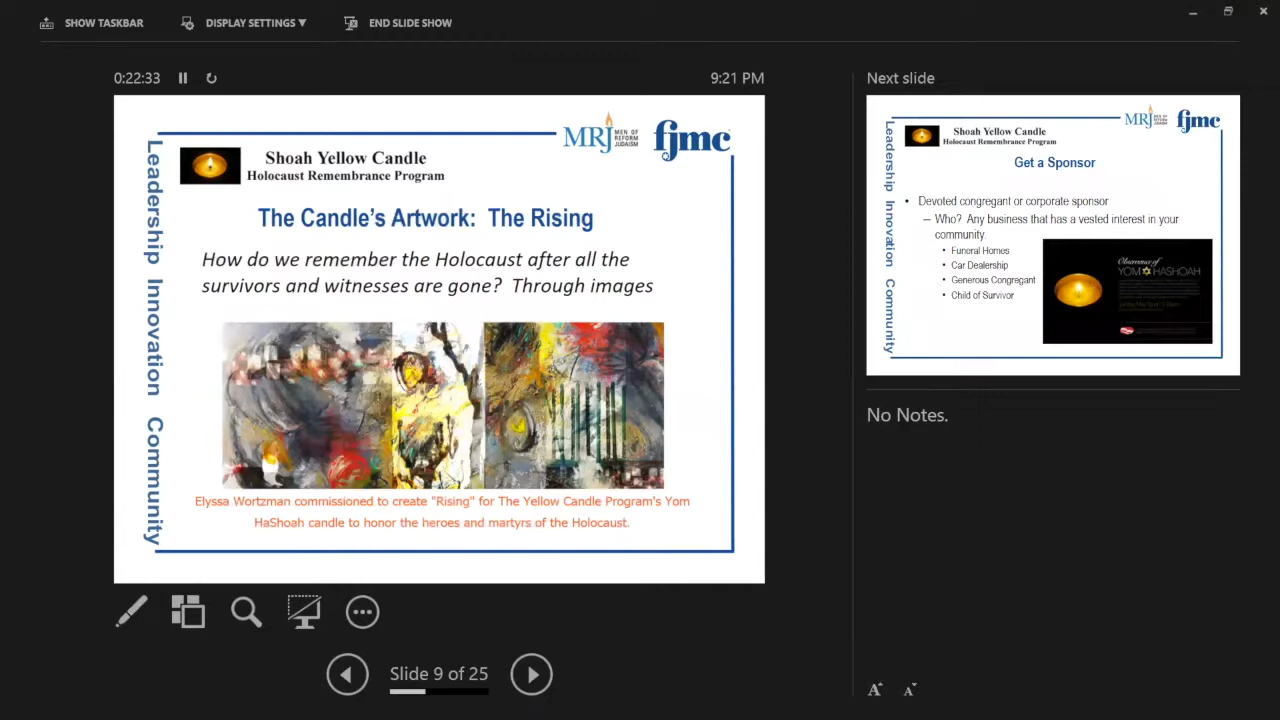 SHOW TASKBAR
DISPLAY SETTINGS ▼
END SLIDE SHOW
0:22:33
9:21 PM
MRJ MEN OF REFORM JUDAISM
fjmc
Shoah Yellow Candle
Holocaust Remembrance Program
The Candle's Artwork: The Rising
How do we remember the Holocaust after all the
survivors and witnesses are gone? Through images
Elyssa Wortzman commissioned to create "Rising" for The Yellow Candle Program's Yom
HaShoah candle to honor the heroes and martyrs of the Holocaust.
Leadership Innovation Community
Slide 9 of 25
Next slide
MRJ
fjmc
Shoah Yellow Candle
Holocaust Remembrance Program
Get a Sponsor
• Devoted congregant or corporate sponsor
– Who? Any business that has a vested interest in your
community.
• Funeral Homes
• Car Dealership
• Generous Congregant
• Child of Survivor
Observance of
YOM HASHOAH
Leadership Innovation Community
No Notes.
A A